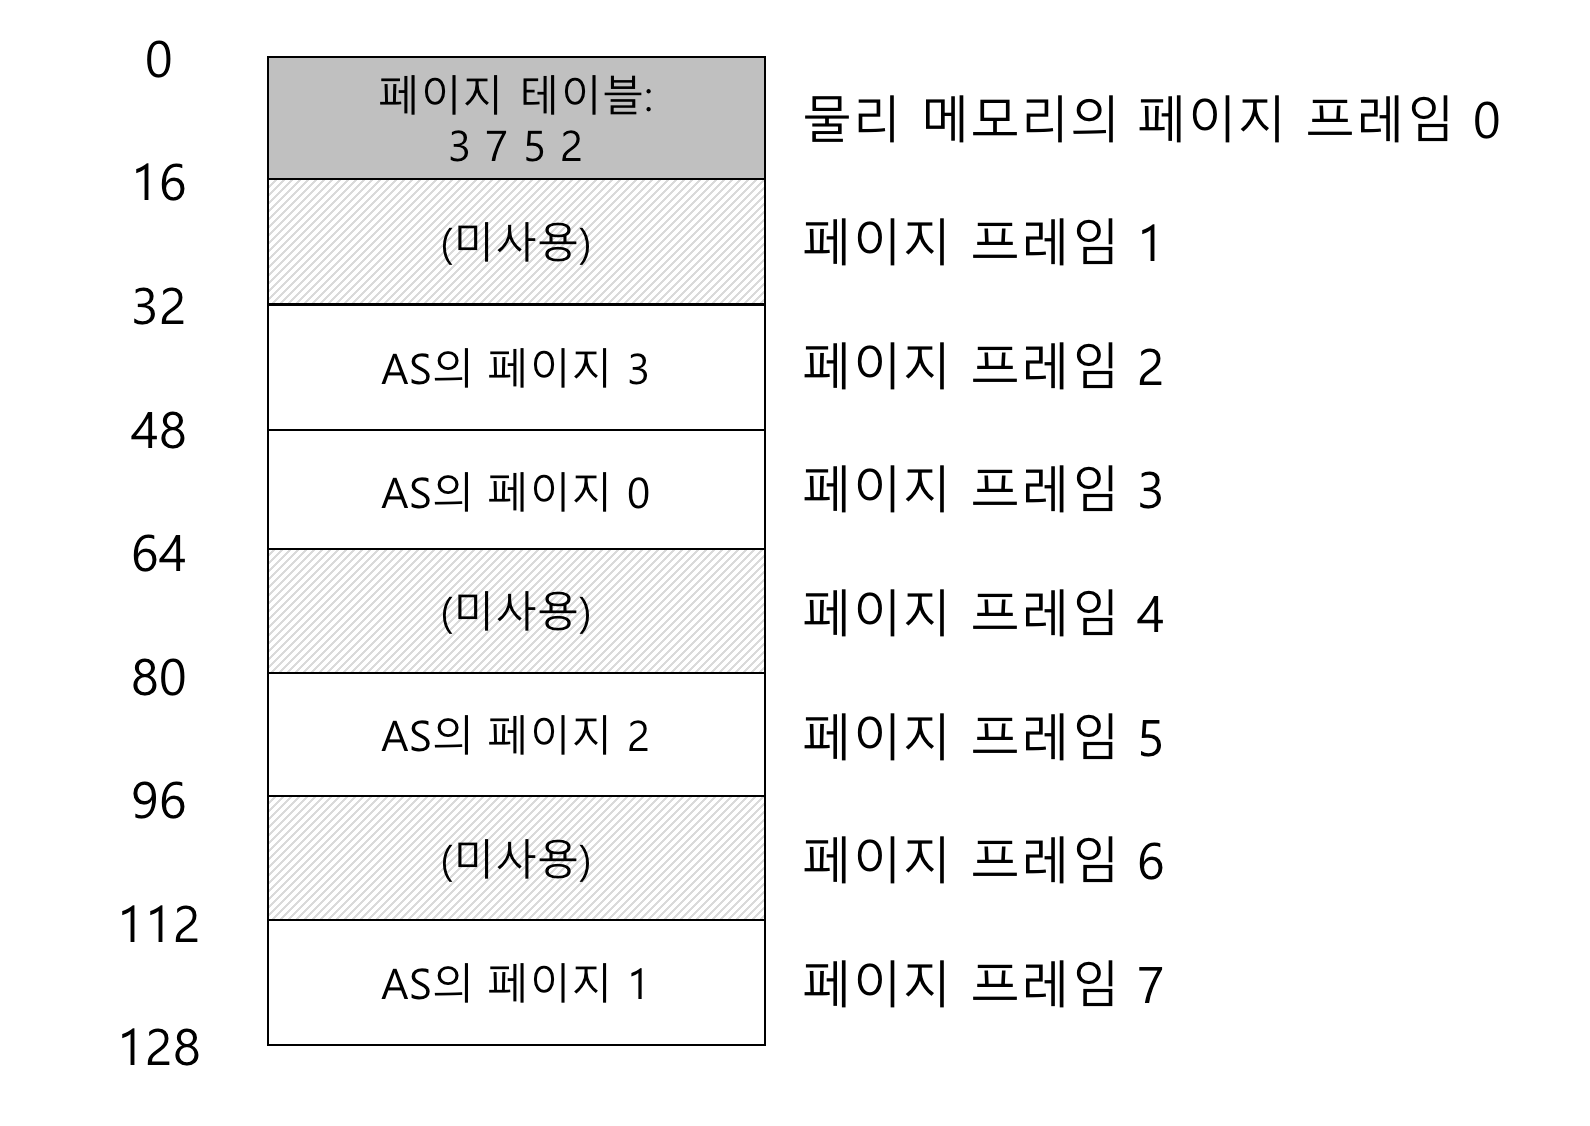 0
페이지 테이블:
3 7 5 2
물리 메모리의 페이지 프레임 0
16
(미사용)
페이지 프레임 1
32
AS의 페이지 3
페이지 프레임 2
48
AS의 페이지 0
페이지 프레임 3
64
(미사용)
페이지 프레임 4
80
AS의 페이지 2
페이지 프레임 5
96
(미사용)
페이지 프레임 6
112
AS의 페이지 1
페이지 프레임 7
128